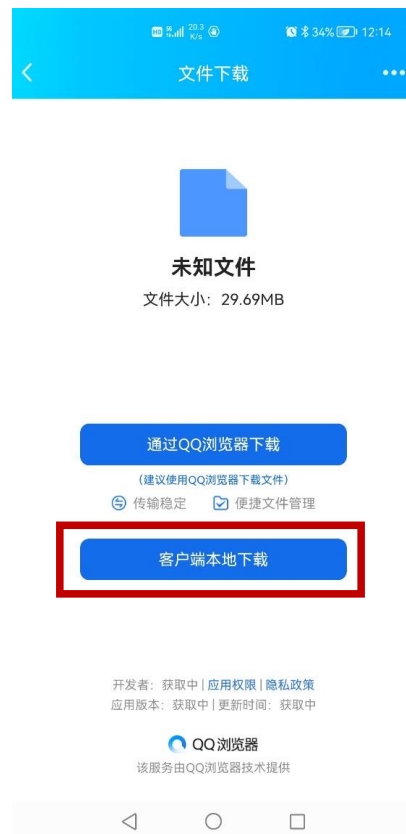 HD 20.3 K/s 34% 12:14
文件下载
未知文件
文件大小：29.69MB
通过QQ浏览器下载
(建议使用QQ浏览器下载文件)
传输稳定 便捷文件管理
客户端本地下载
开发者：获取中 | 应用权限 | 隐私政策
应用版本：获取中 | 更新时间：获取中
QQ浏览器
该服务由QQ浏览器技术提供